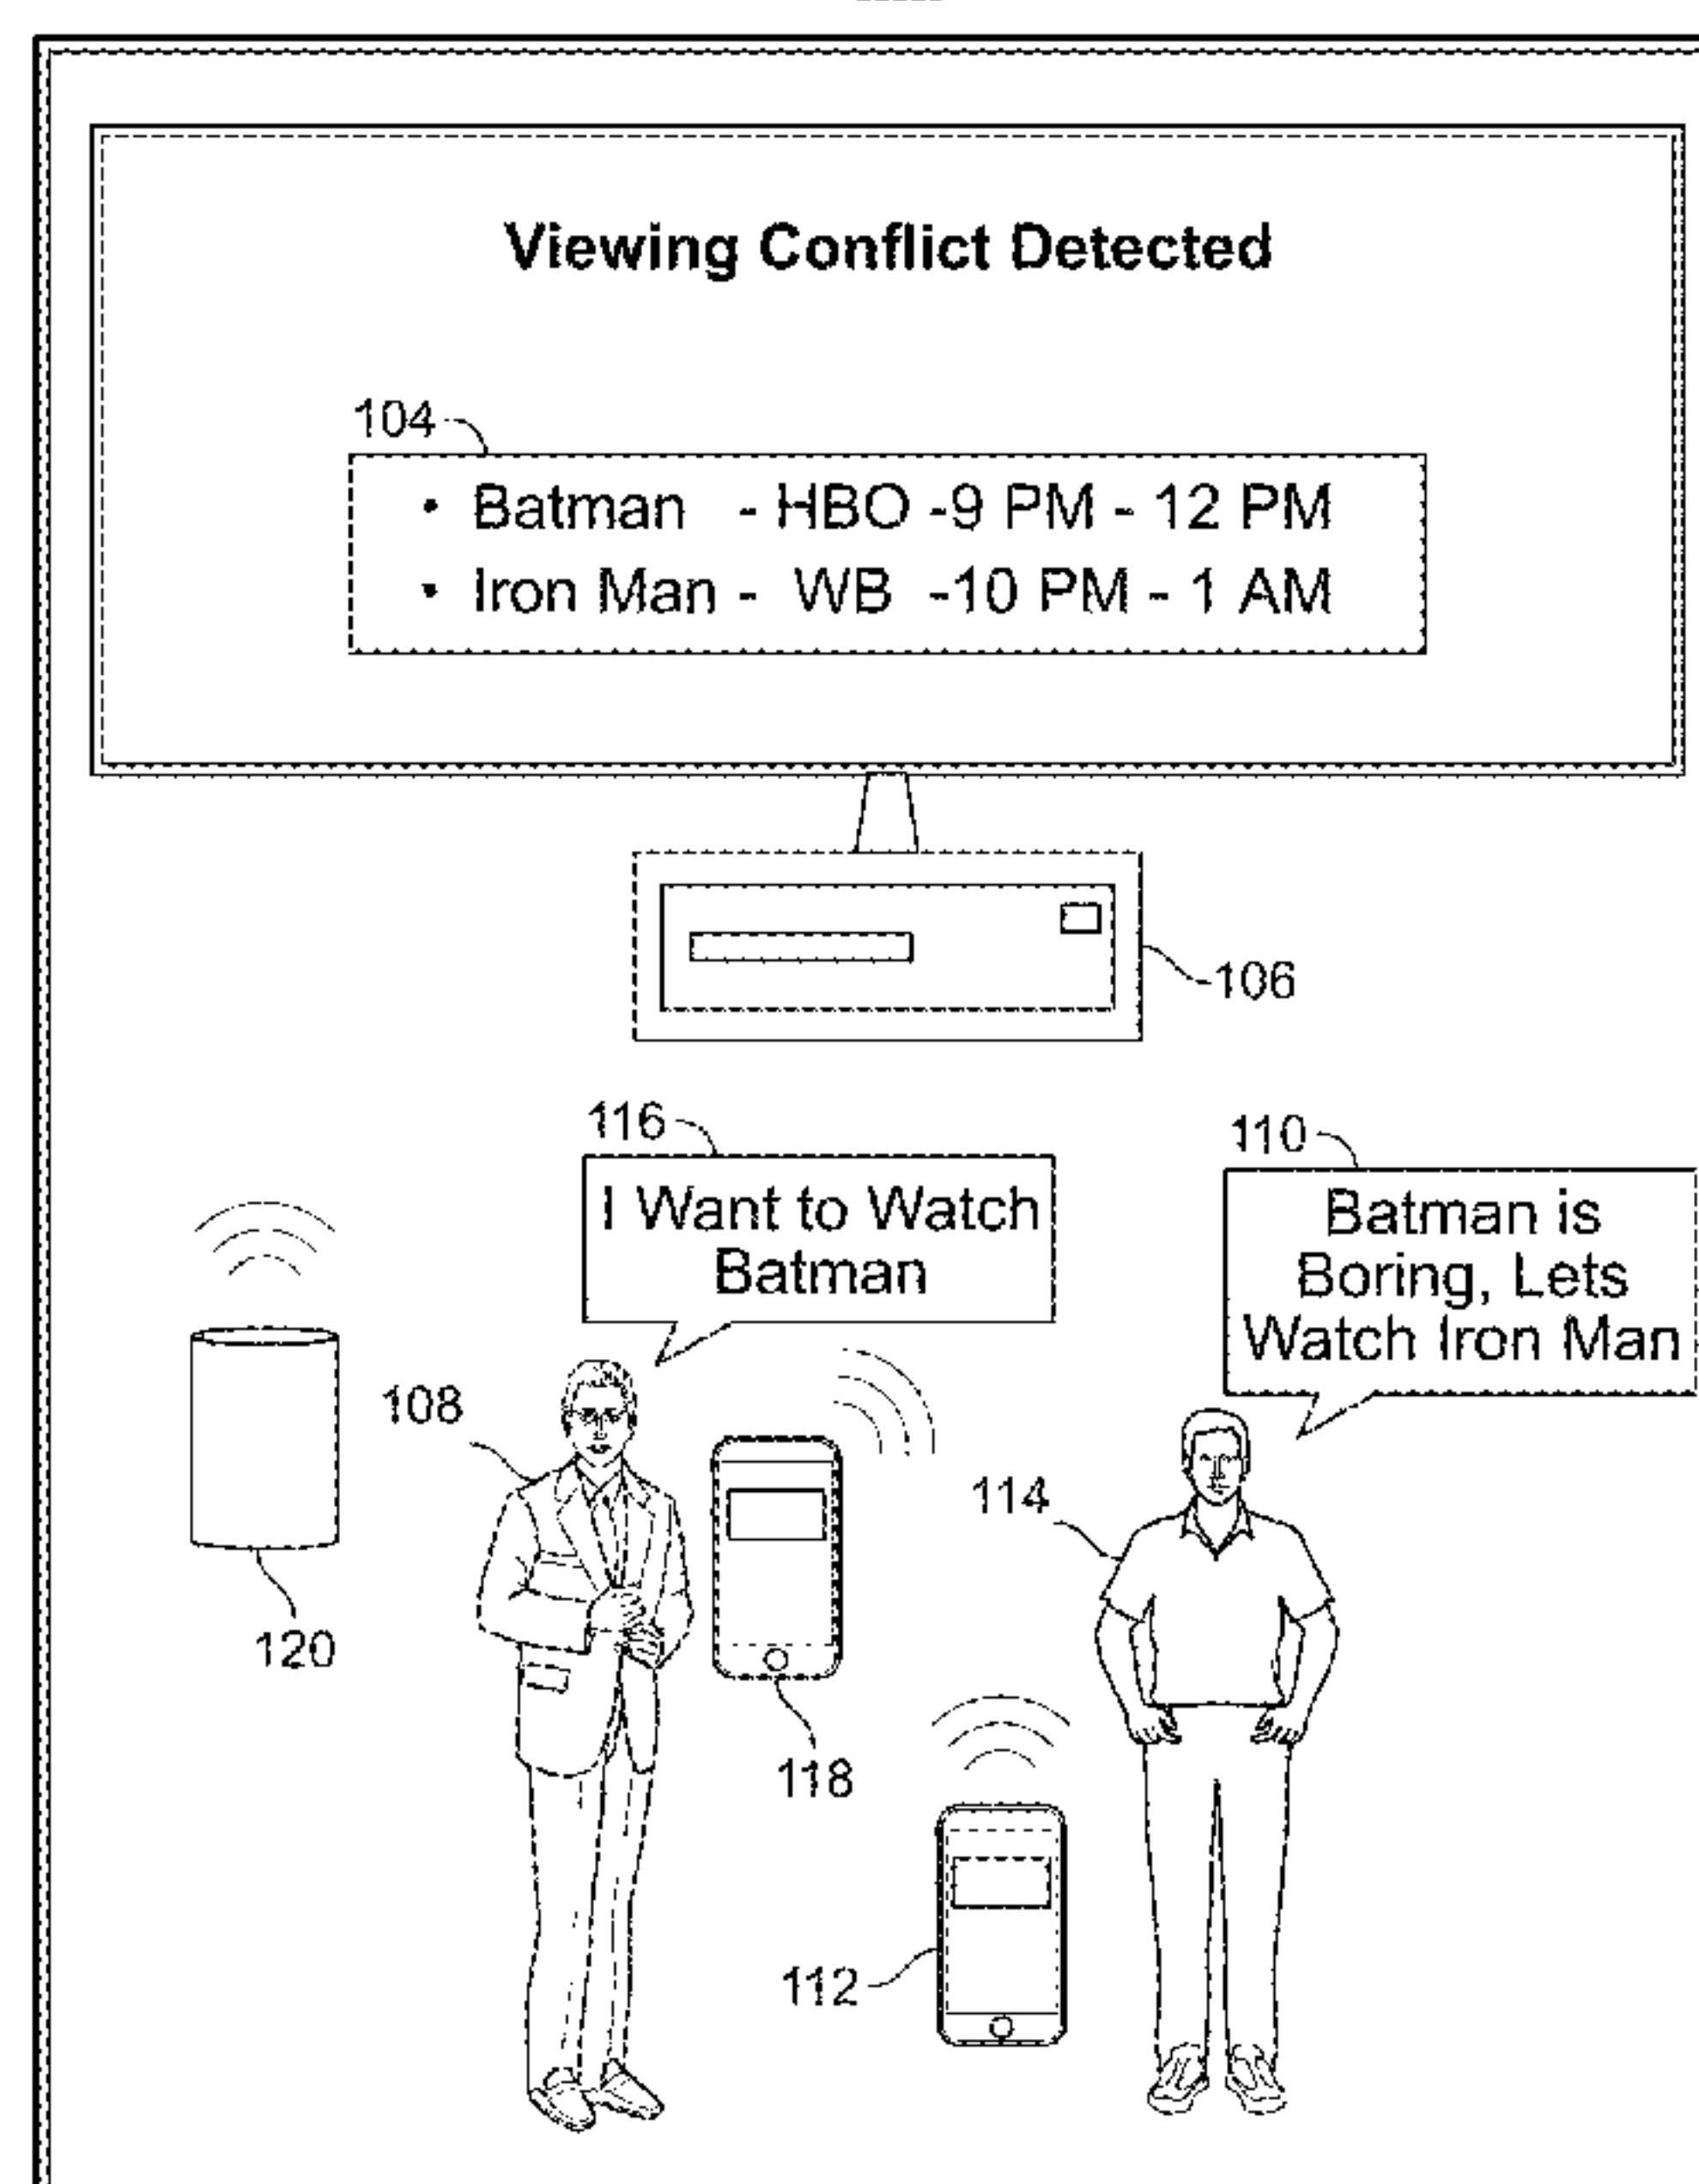 Viewing Conflict Detected
104
• Batman - HBO -9 PM - 12 PM
• Iron Man - WB -10 PM - 1 AM
106
116
I Want to Watch
Batman
110
Batman is
Boring, Lets
Watch Iron Man
108
114
120
118
112